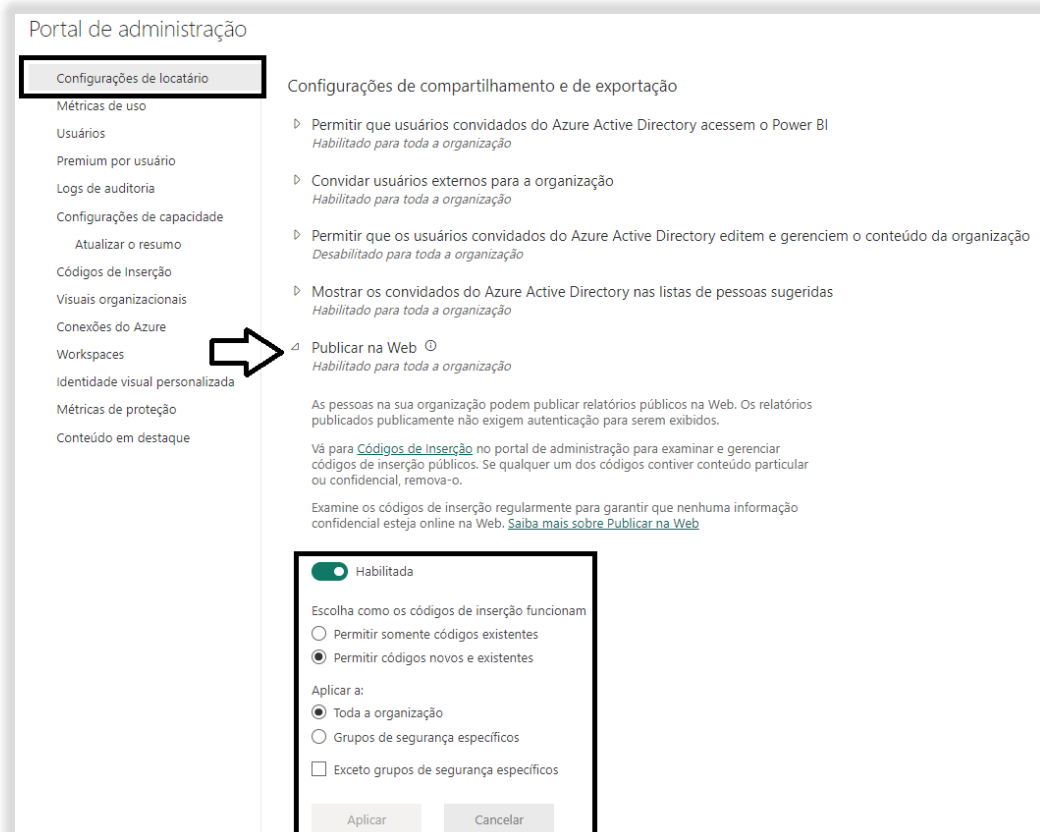 Portal de administração
Configurações de locatário
Métricas de uso
Usuários
Premium por usuário
Logs de auditoria
Configurações de capacidade
Atualizar o resumo
Códigos de Inserção
Visuais organizacionais
Conexões do Azure
Workspaces
Identidade visual personalizada
Métricas de proteção
Conteúdo em destaque
Configurações de compartilhamento e de exportação
Permitir que usuários convidados do Azure Active Directory acessem o Power BI
Habilitado para toda a organização
Convidar usuários externos para a organização
Habilitado para toda a organização
Permitir que os usuários convidados do Azure Active Directory editem e gerenciem o conteúdo da organização
Desabilitado para toda a organização
Mostrar os convidados do Azure Active Directory nas listas de pessoas sugeridas
Habilitado para toda a organização
Publicar na Web
Habilitado para toda a organização
As pessoas na sua organização podem publicar relatórios públicos na Web. Os relatórios
publicados publicamente não exigem autenticação para serem exibidos.
Vá para Códigos de Inserção no portal de administração para examinar e gerenciar
códigos de inserção públicos. Se qualquer um dos códigos contiver conteúdo particular
ou confidencial, remova-o.
Examine os códigos de inserção regularmente para garantir que nenhuma informação
confidencial esteja online na Web. Saiba mais sobre Publicar na Web
Habilitada
Escolha como os códigos de inserção funcionam
Permitir somente códigos existentes
Permitir códigos novos e existentes
Aplicar a:
Toda a organização
Grupos de segurança específicos
Exceto grupos de segurança específicos
Aplicar
Cancelar